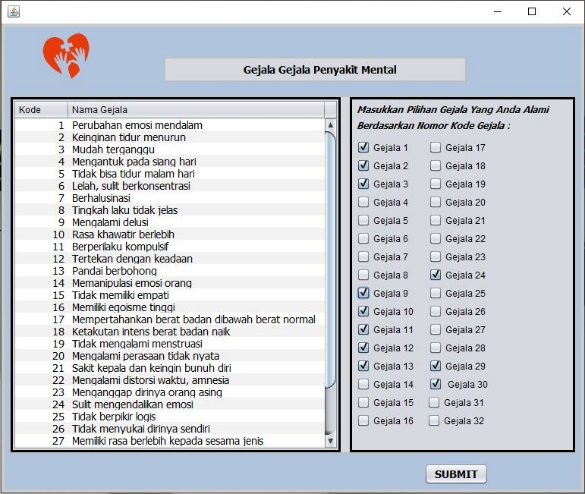 Gejala Gejala Penyakit Mental
Kode Nama Gejala
1 Perubahan emosi mendalam
2 Keinginan tidur menurun
3 Mudah terganggu
4 Mengantuk pada siang hari
5 Tidak bisa tidur malam hari
6 Lelah, sulit berkonsentrasi
7 Berhalusinasi
8 Tingkah laku tidak jelas
9 Mengalami delusi
10 Rasa khawatir berlebih
11 Berperilaku kompulsif
12 Tertekan dengan keadaan
13 Pandai berbohong
14 Memanipulasi emosi orang
15 Tidak memiliki empati
16 Memiliki egoisme tinggi
17 Mempertahankan berat badan dibawah berat normal
18 Ketakutan intens berat badan naik
19 Tidak mengalami menstruasi
20 Mengalami perasaan tidak nyata
21 Sakit kepala dan keingin bunuh diri
22 Mengalami distorsi waktu, amnesia
23 Menganggap dirinya orang asing
24 Sulit mengendalikan emosi
25 Tidak berpikir logis
26 Tidak menyukai dirinya sendiri
27 Memiliki rasa berlebih kepada sesama jenis
Masukkan Pilihan Gejala Yang Anda Alami
Berdasarkan Nomor Kode Gejala :
Gejala 1 Gejala 17
Gejala 2 Gejala 18
Gejala 3 Gejala 19
Gejala 4 Gejala 20
Gejala 5 Gejala 21
Gejala 6 Gejala 22
Gejala 7 Gejala 23
Gejala 8 Gejala 24
Gejala 9 Gejala 25
Gejala 10 Gejala 26
Gejala 11 Gejala 27
Gejala 12 Gejala 28
Gejala 13 Gejala 29
Gejala 14 Gejala 30
Gejala 15 Gejala 31
Gejala 16 Gejala 32
SUBMIT